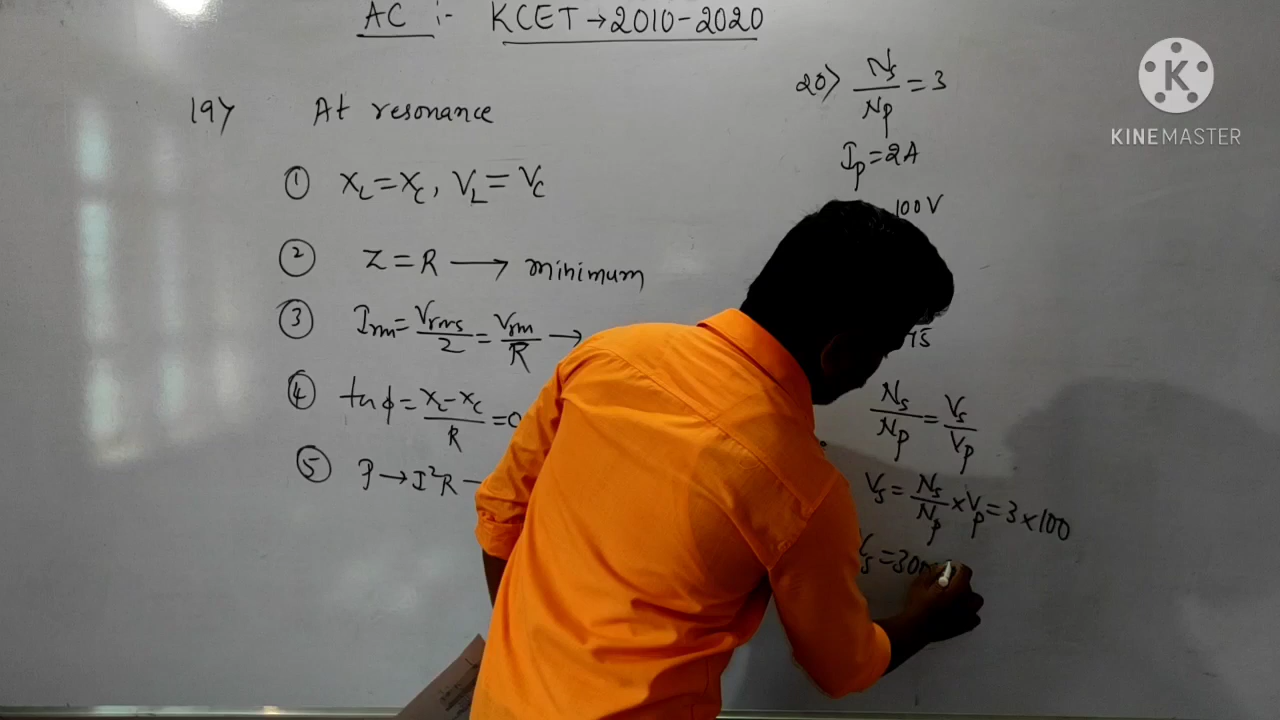 AC :- KCET → 2010-2020
19) At resonance
① X_L = X_C, V_L = V_C
② Z = R → minimum
③ I_rm = V_rms / Z = V_rm / R →
④ tan φ = X_L - X_C / R = 0
⑤ P → I²R -
20) N_s / N_p = 3
I_p = 2A
100V
75
N_s / N_p = V_s / V_p
V_s = N_s / N_p × V_p = 3 × 100
KINEMASTER